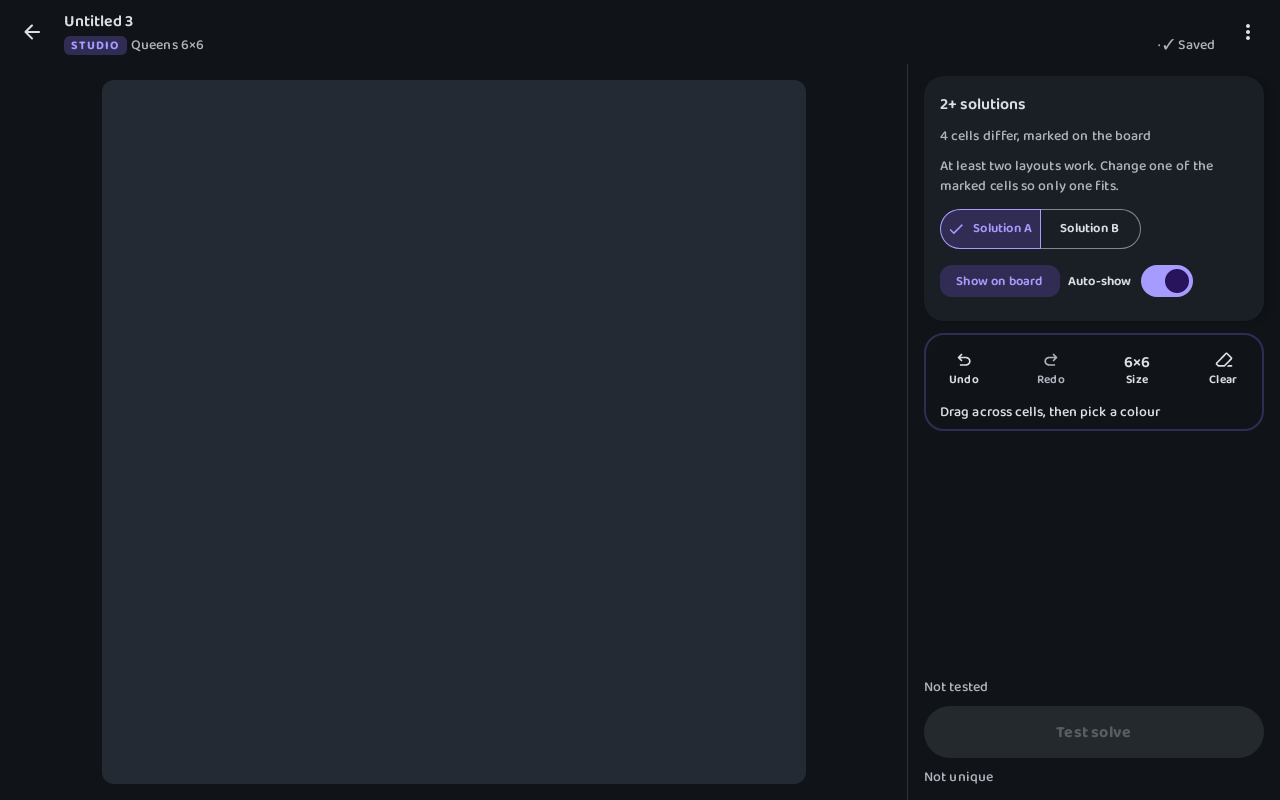 Untitled 3
STUDIO Queens 6×6
· ✓ Saved
2+ solutions
4 cells differ, marked on the board
At least two layouts work. Change one of the
marked cells so only one fits.
Solution A Solution B
Show on board Auto-show
Undo Redo 6×6 Size Clear
Drag across cells, then pick a colour
Not tested
Test solve
Not unique